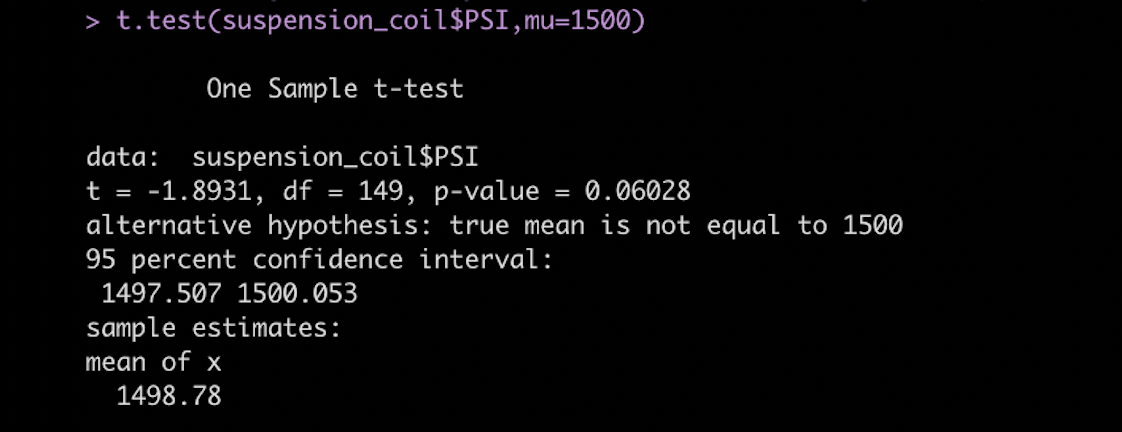 > t.test(suspension_coil$PSI,mu=1500)
One Sample t-test
data:  suspension_coil$PSI
t = -1.8931, df = 149, p-value = 0.06028
alternative hypothesis: true mean is not equal to 1500
95 percent confidence interval:
1497.507 1500.053
sample estimates:
mean of x
1498.78